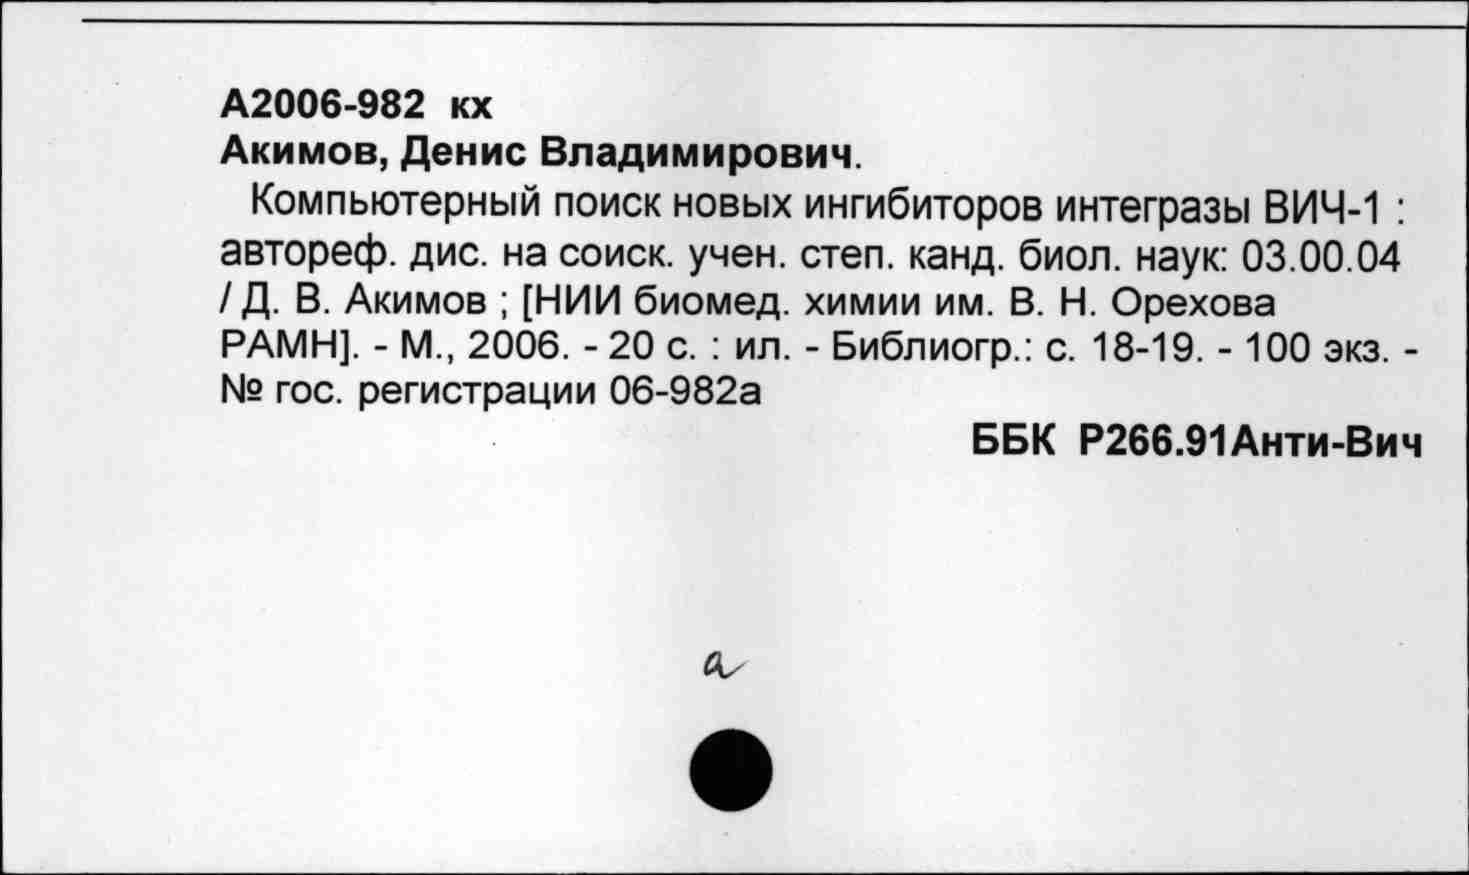 А2006-982 кх
Акимов, Денис Владимирович.
Компьютерный поиск новых ингибиторов интегразы ВИЧ-1 :
автореф. дис. на соиск. учен. степ. канд. биол. наук: 03.00.04
/ Д. В. Акимов ; [НИИ биомед. химии им. В. Н. Орехова
РАМН]. - М., 2006. - 20 с. : ил. - Библиогр.: с. 18-19. - 100 экз. -
№ гос. регистрации 06-982а
ББК Р266.91Анти-Вич
а